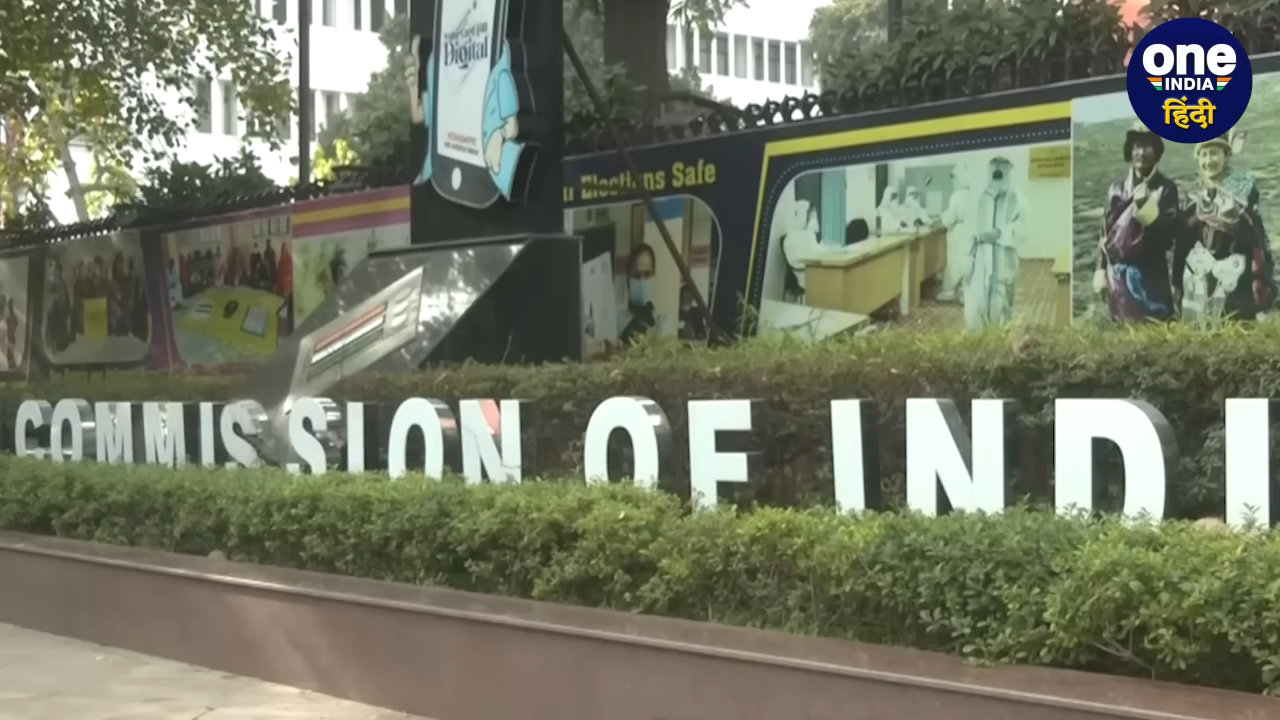 one
INDIA
हिंदी
Digital
Elections Safe
COMMISSION OF INDI